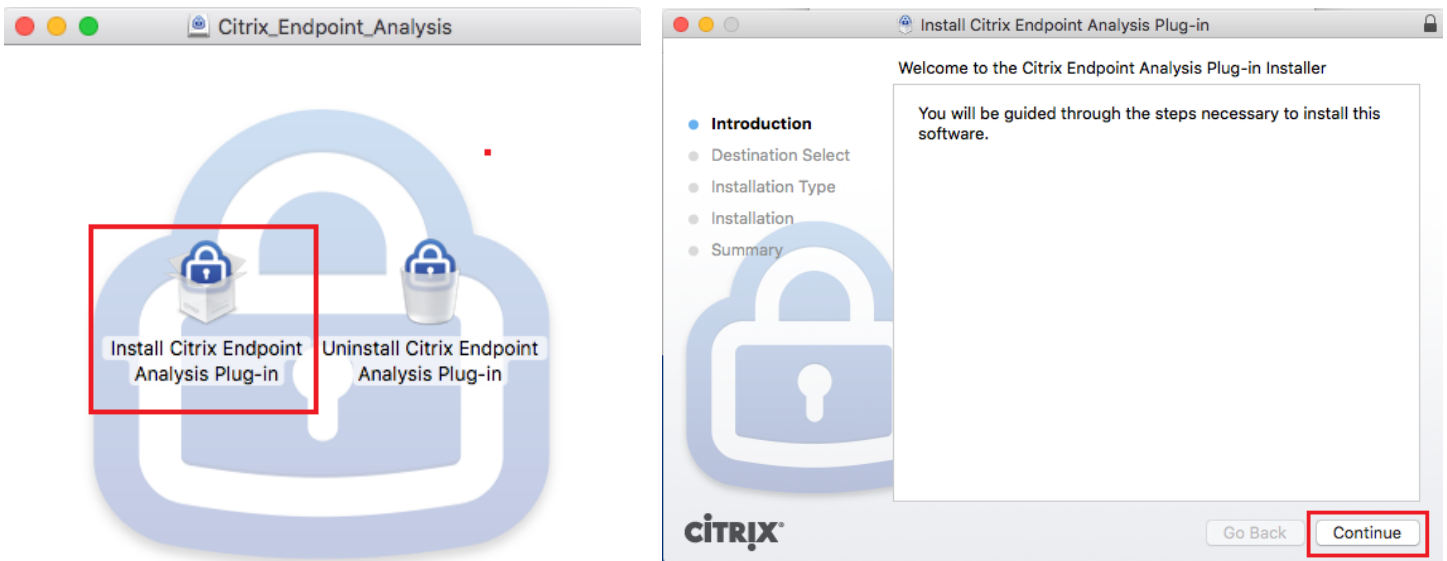 Citrix_Endpoint_Analysis
Install Citrix Endpoint
Analysis Plug-in
Uninstall Citrix Endpoint
Analysis Plug-in
Install Citrix Endpoint Analysis Plug-in
Welcome to the Citrix Endpoint Analysis Plug-in Installer
Introduction
Destination Select
Installation Type
Installation
Summary
You will be guided through the steps necessary to install this
software.
CITRIX®
Go Back
Continue